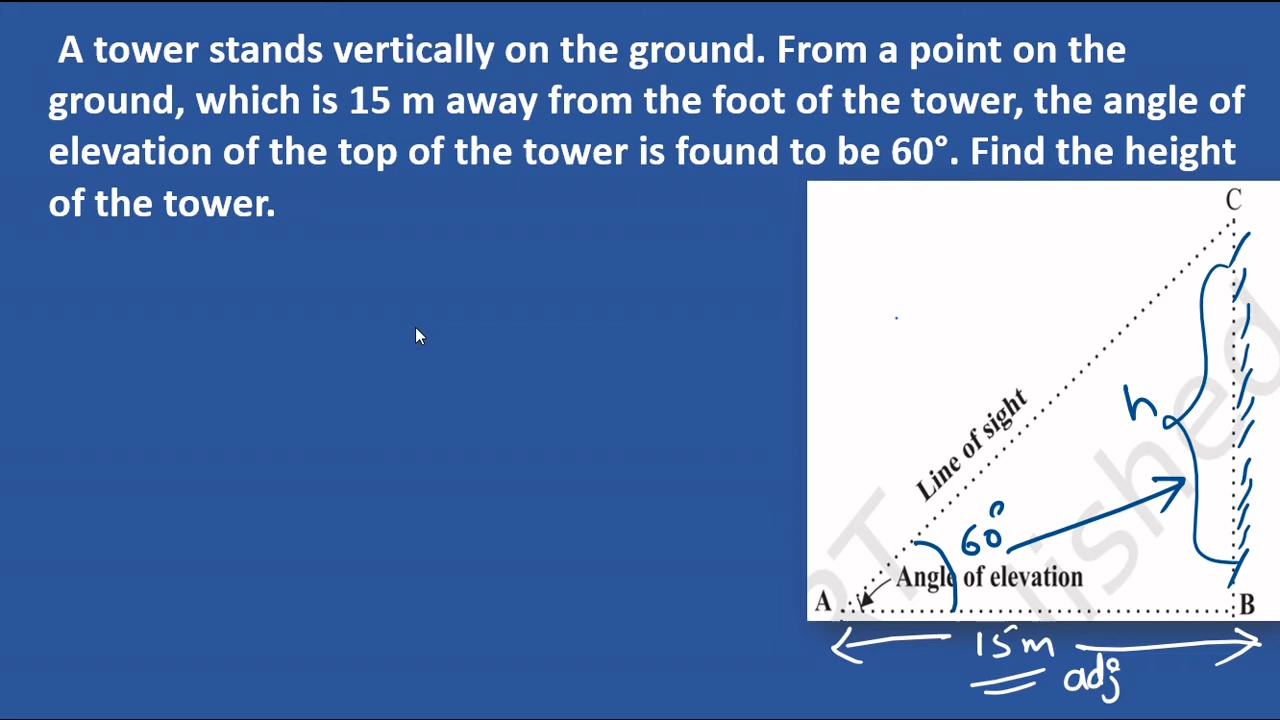 A tower stands vertically on the ground. From a point on the
ground, which is 15 m away from the foot of the tower, the angle of
elevation of the top of the tower is found to be 60°. Find the height
of the tower.
C
h
Line of sight
60°
Angle of elevation
A
B
15m
adj